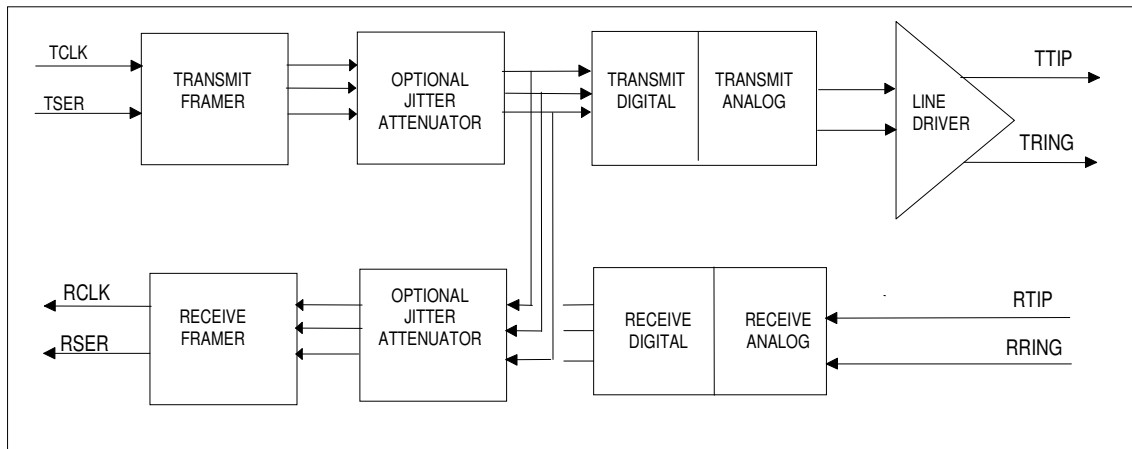 TCLK
TSER
TRANSMIT
FRAMER
OPTIONAL
JITTER
ATTENUATOR
TRANSMIT
DIGITAL
TRANSMIT
ANALOG
LINE
DRIVER
TTIP
TRING
RCLK
RSER
RECEIVE
FRAMER
OPTIONAL
JITTER
ATTENUATOR
RECEIVE
DIGITAL
RECEIVE
ANALOG
RTIP
RRING